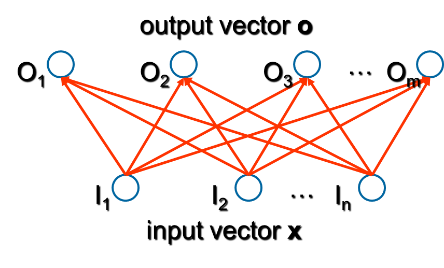 output vector o
O1 O2 O3 ... Om
I1 I2 ... In
input vector x